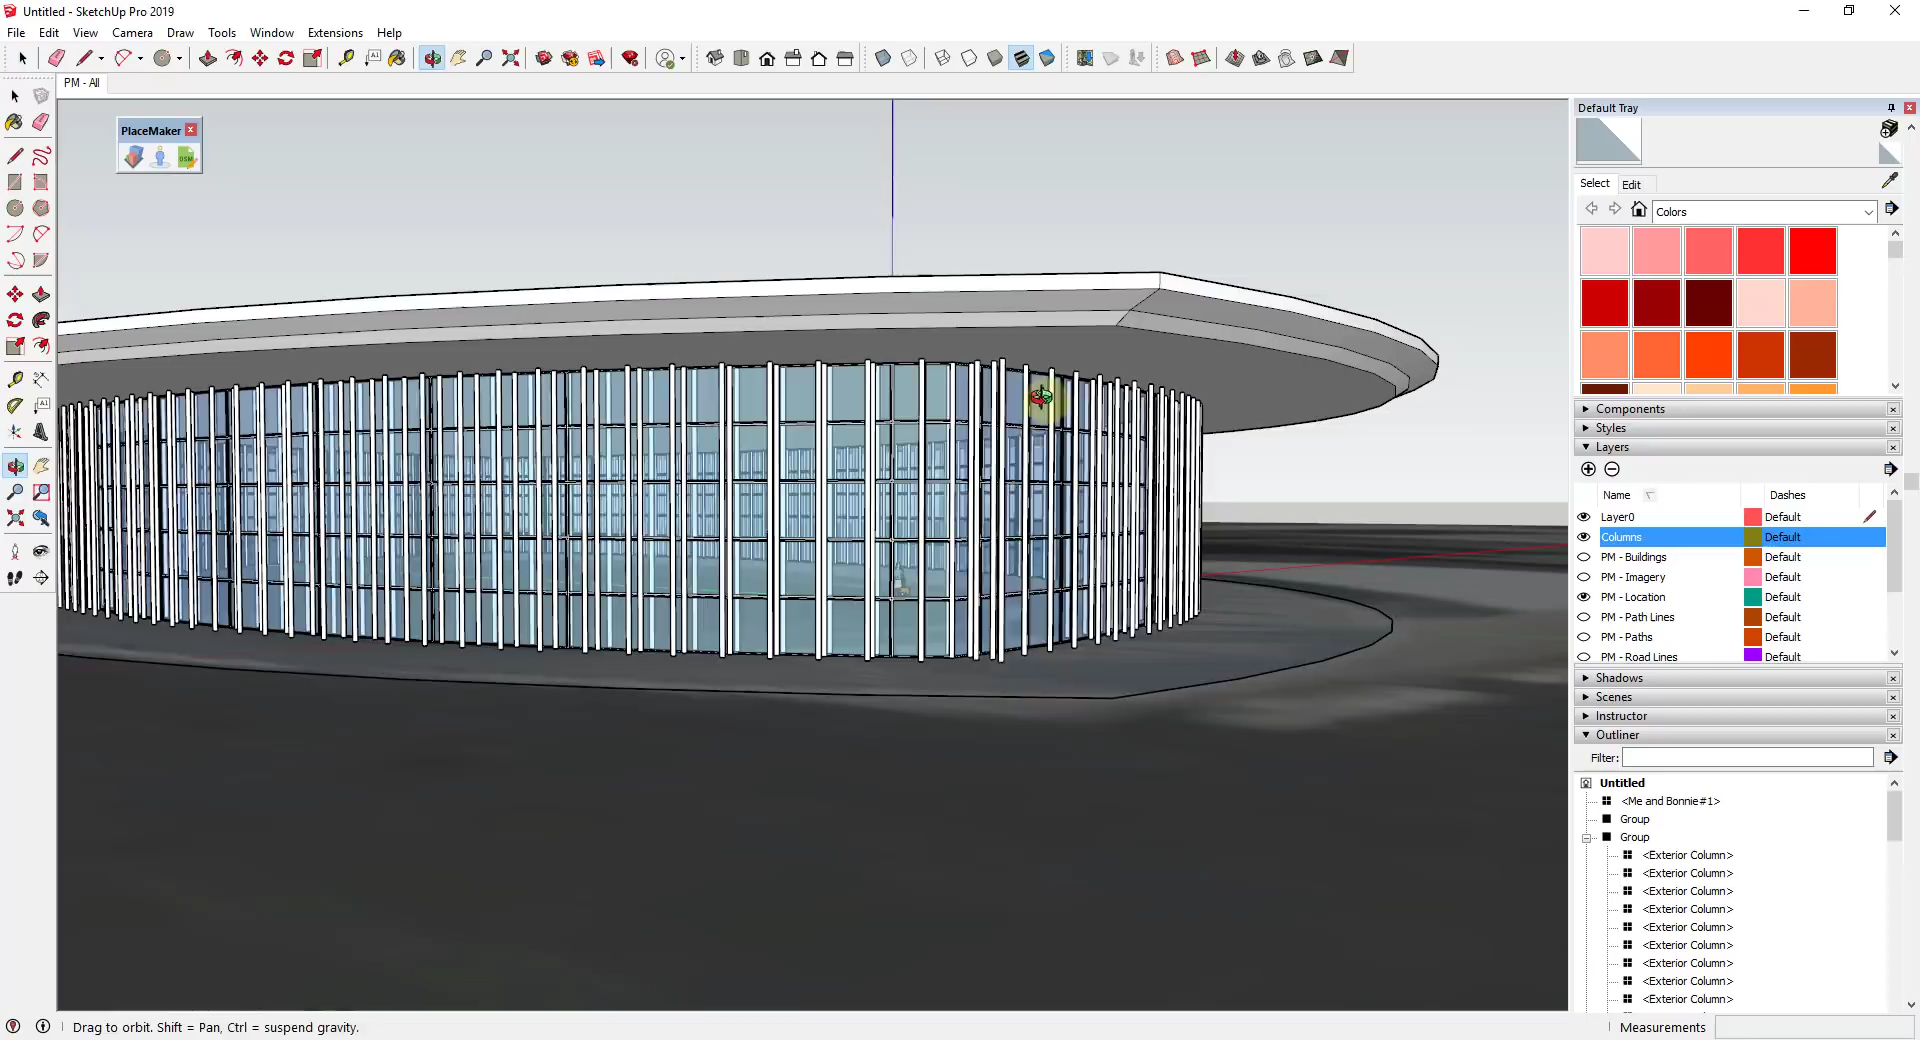 Untitled - SketchUp Pro 2019
File Edit View Camera Draw Tools Window Extensions Help
PM - All
PlaceMaker
Default Tray
Select Edit
Colors
Components
Styles
Layers
Name Dashes
Layer0 Default
Columns Default
PM - Buildings Default
PM - Imagery Default
PM - Location Default
PM - Path Lines Default
PM - Paths Default
PM - Road Lines Default
Shadows
Scenes
Instructor
Outliner
Filter:
Untitled
<Me and Bonnie#1>
Group
Group
<Exterior Column>
<Exterior Column>
<Exterior Column>
<Exterior Column>
<Exterior Column>
<Exterior Column>
<Exterior Column>
<Exterior Column>
<Exterior Column>
Drag to orbit. Shift = Pan, Ctrl = suspend gravity.
Measurements